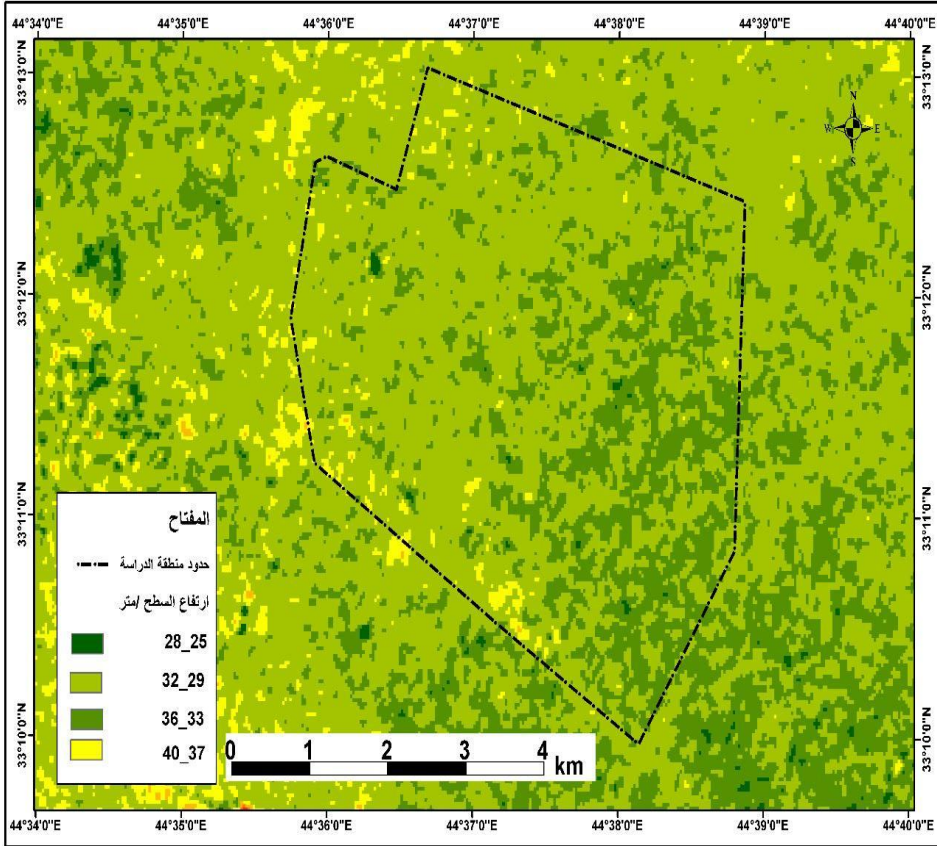 44°34'0"E 44°35'0"E 44°36'0"E 44°37'0"E 44°38'0"E 44°39'0"E 44°40'0"E
33°13'0"N 33°13'0"N
N
W E
S
33°12'0"N 33°12'0"N
33°11'0"N 33°11'0"N
المفتاح
حدود منطقة الدراسة
ارتفاع السطح /متر
28_25
32_29
36_33
40_37
33°10'0"N 33°10'0"N
0 1 2 3 4
km
44°34'0"E 44°35'0"E 44°36'0"E 44°37'0"E 44°38'0"E 44°39'0"E 44°40'0"E